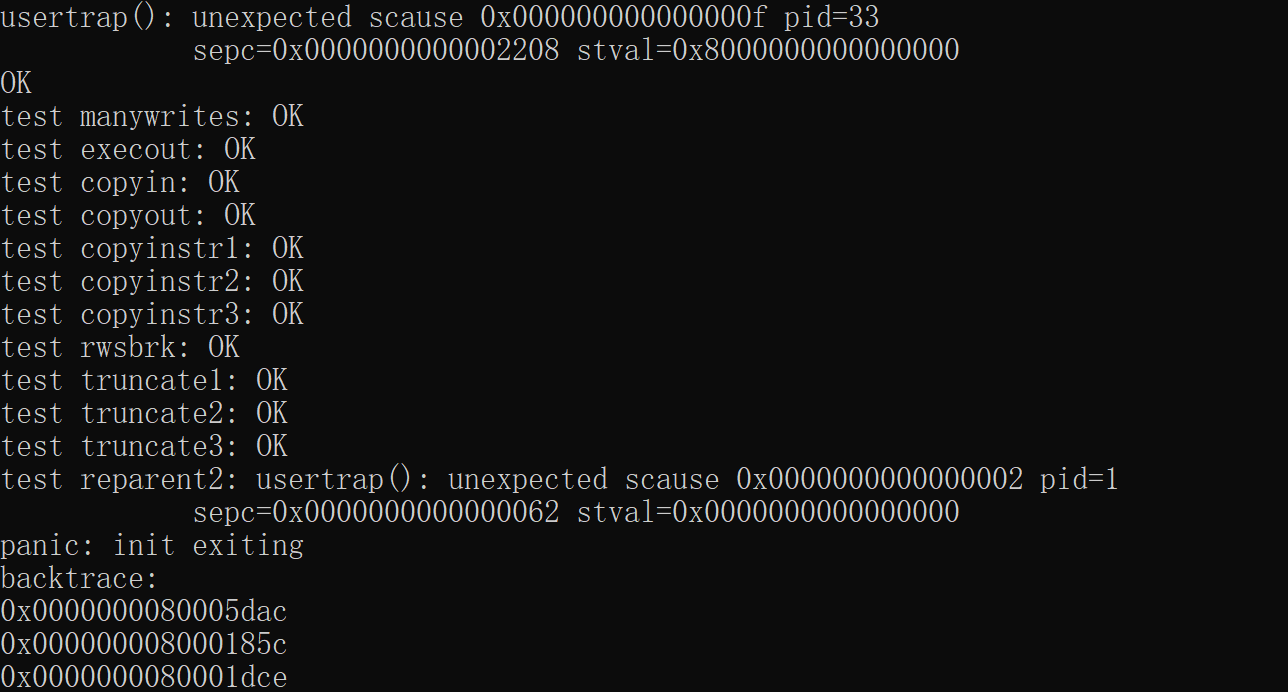 usertrap(): unexpected scause 0x000000000000000f pid=33
            sepc=0x0000000000002208 stval=0x8000000000000000
OK
test manywrites: OK
test execout: OK
test copyin: OK
test copyout: OK
test copyinstr1: OK
test copyinstr2: OK
test copyinstr3: OK
test rwsbrk: OK
test truncate1: OK
test truncate2: OK
test truncate3: OK
test reparent2: usertrap(): unexpected scause 0x0000000000000002 pid=1
            sepc=0x0000000000000062 stval=0x0000000000000000
panic: init exiting
backtrace:
0x0000000080005dac
0x000000008000185c
0x0000000080001dce